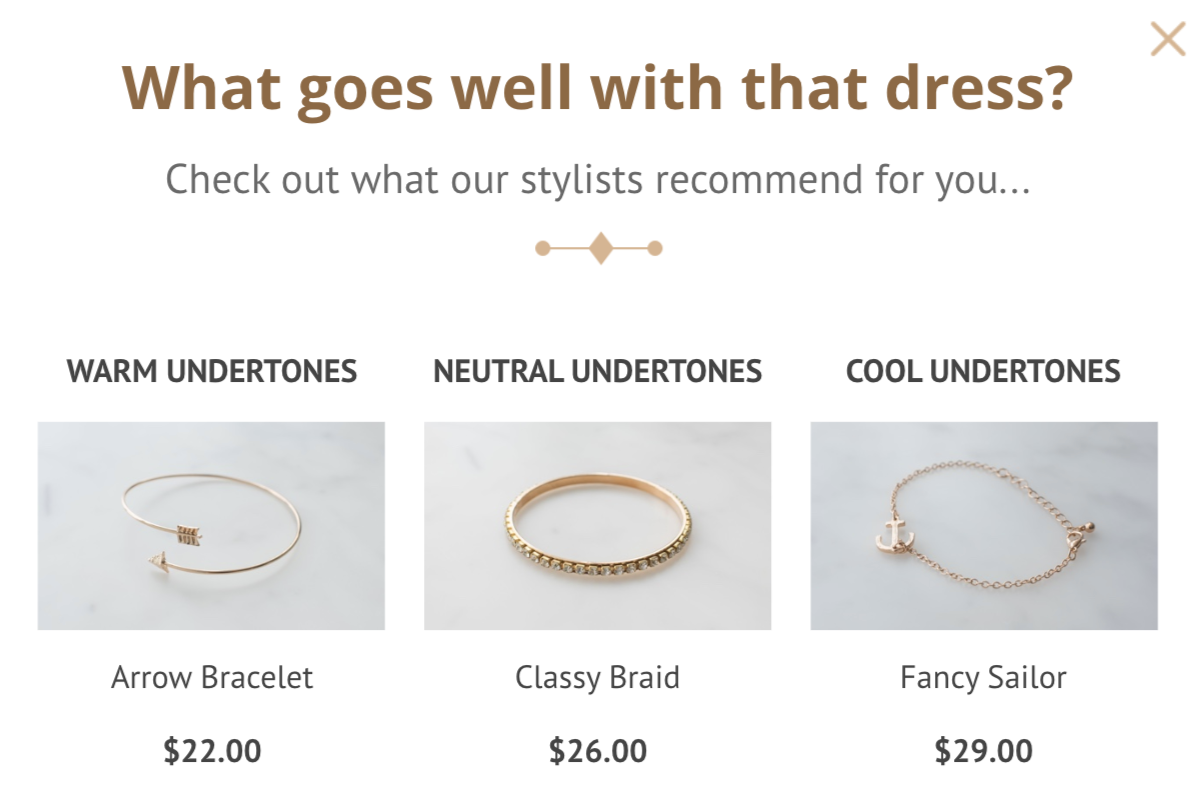 What goes well with that dress?
Check out what our stylists recommend for you...
WARM UNDERTONES
NEUTRAL UNDERTONES
COOL UNDERTONES
Arrow Bracelet
Classy Braid
Fancy Sailor
$22.00
$26.00
$29.00